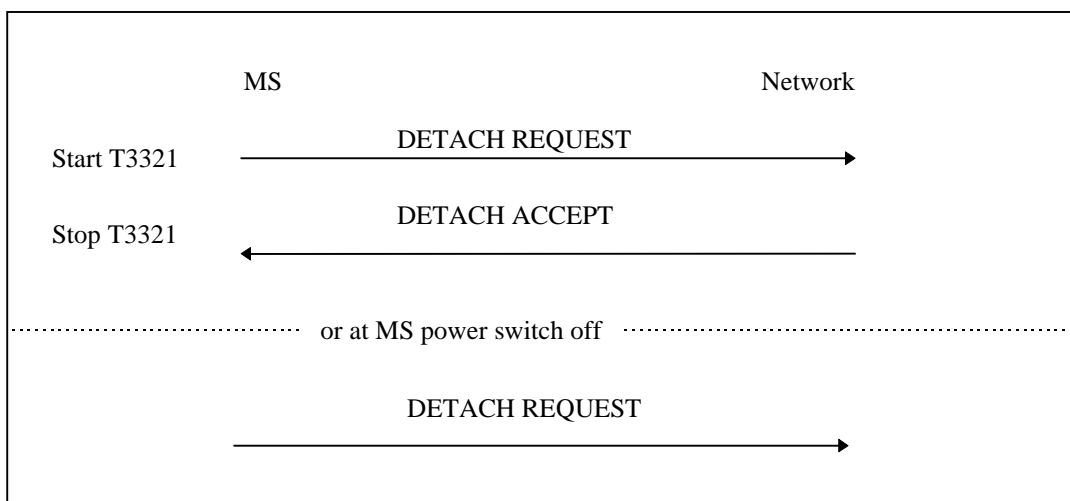 MS Network
DETACH REQUEST
Start T3321
DETACH ACCEPT
Stop T3321
or at MS power switch off
DETACH REQUEST